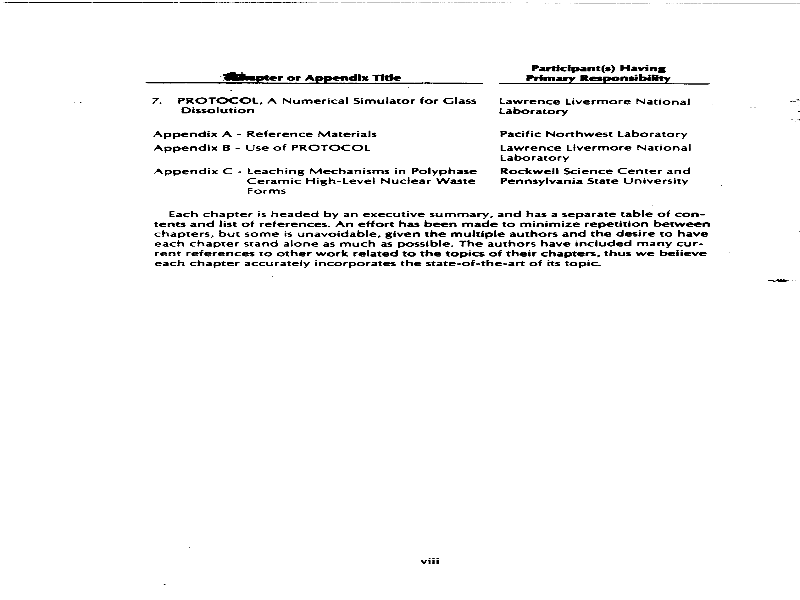 Participant(s) Having
Chapter or Appendix Title Primary Responsibility
7. PROTOCOL, A Numerical Simulator for Glass Lawrence Livermore National
Dissolution Laboratory
Appendix A - Reference Materials Pacific Northwest Laboratory
Appendix B - Use of PROTOCOL Lawrence Livermore National
Laboratory
Appendix C - Leaching Mechanisms in Polyphase Rockwell Science Center and
Ceramic High-Level Nuclear Waste Pennsylvania State University
Forms
Each chapter is headed by an executive summary, and has a separate table of con-
tents and list of references. An effort has been made to minimize repetition between
chapters, but some is unavoidable, given the multiple authors and the desire to have
each chapter stand alone as much as possible. The authors have included many cur-
rent references to other work related to the topics of their chapters, thus we believe
each chapter accurately incorporates the state-of-the-art of its topic.
viii